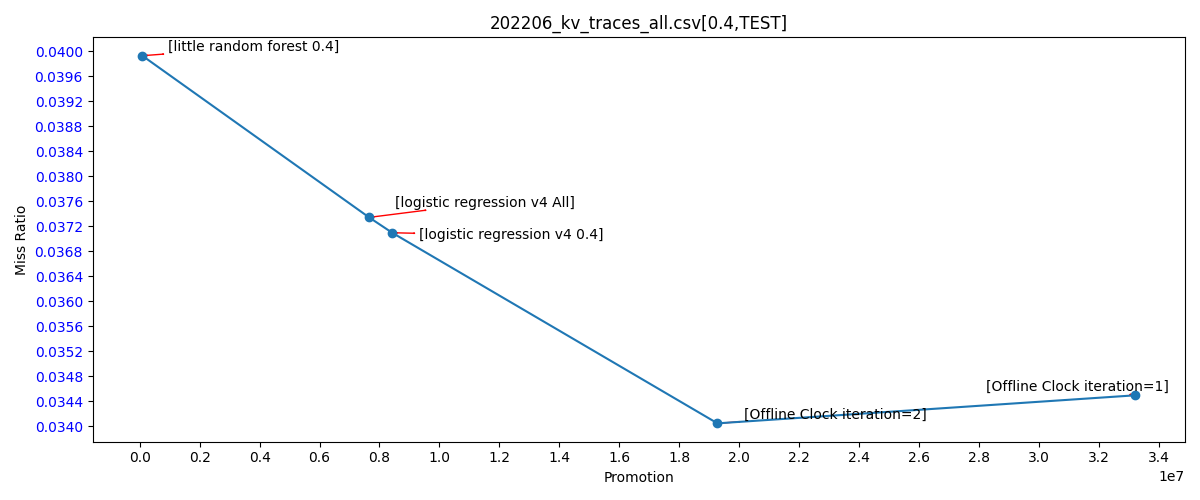 202206_kv_traces_all.csv[0.4,TEST]
Miss Ratio
0.0400
0.0396
0.0392
0.0388
0.0384
0.0380
0.0376
0.0372
0.0368
0.0364
0.0360
0.0356
0.0352
0.0348
0.0344
0.0340
[little random forest 0.4]
[logistic regression v4 All]
[logistic regression v4 0.4]
[Offline Clock iteration=1]
[Offline Clock iteration=2]
0.0 0.2 0.4 0.6 0.8 1.0 1.2 1.4 1.6 1.8 2.0 2.2 2.4 2.6 2.8 3.0 3.2 3.4
1e7
Promotion